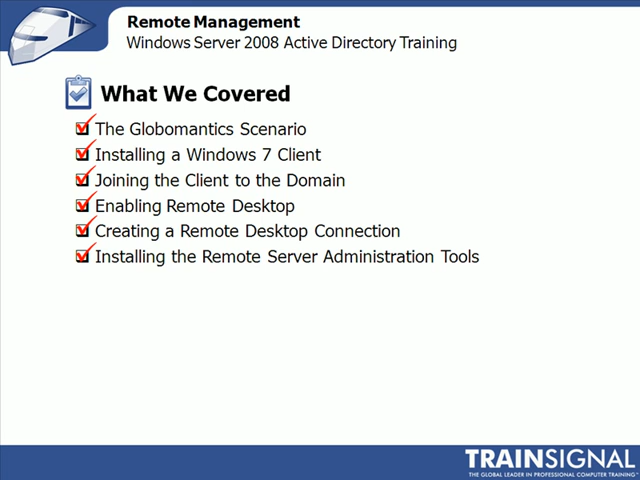 Remote Management
Windows Server 2008 Active Directory Training
What We Covered
The Globomantics Scenario
Installing a Windows 7 Client
Joining the Client to the Domain
Enabling Remote Desktop
Creating a Remote Desktop Connection
Installing the Remote Server Administration Tools
TRAINSIGNAL
THE GLOBAL LEADER IN PROFESSIONAL COMPUTER TRAINING